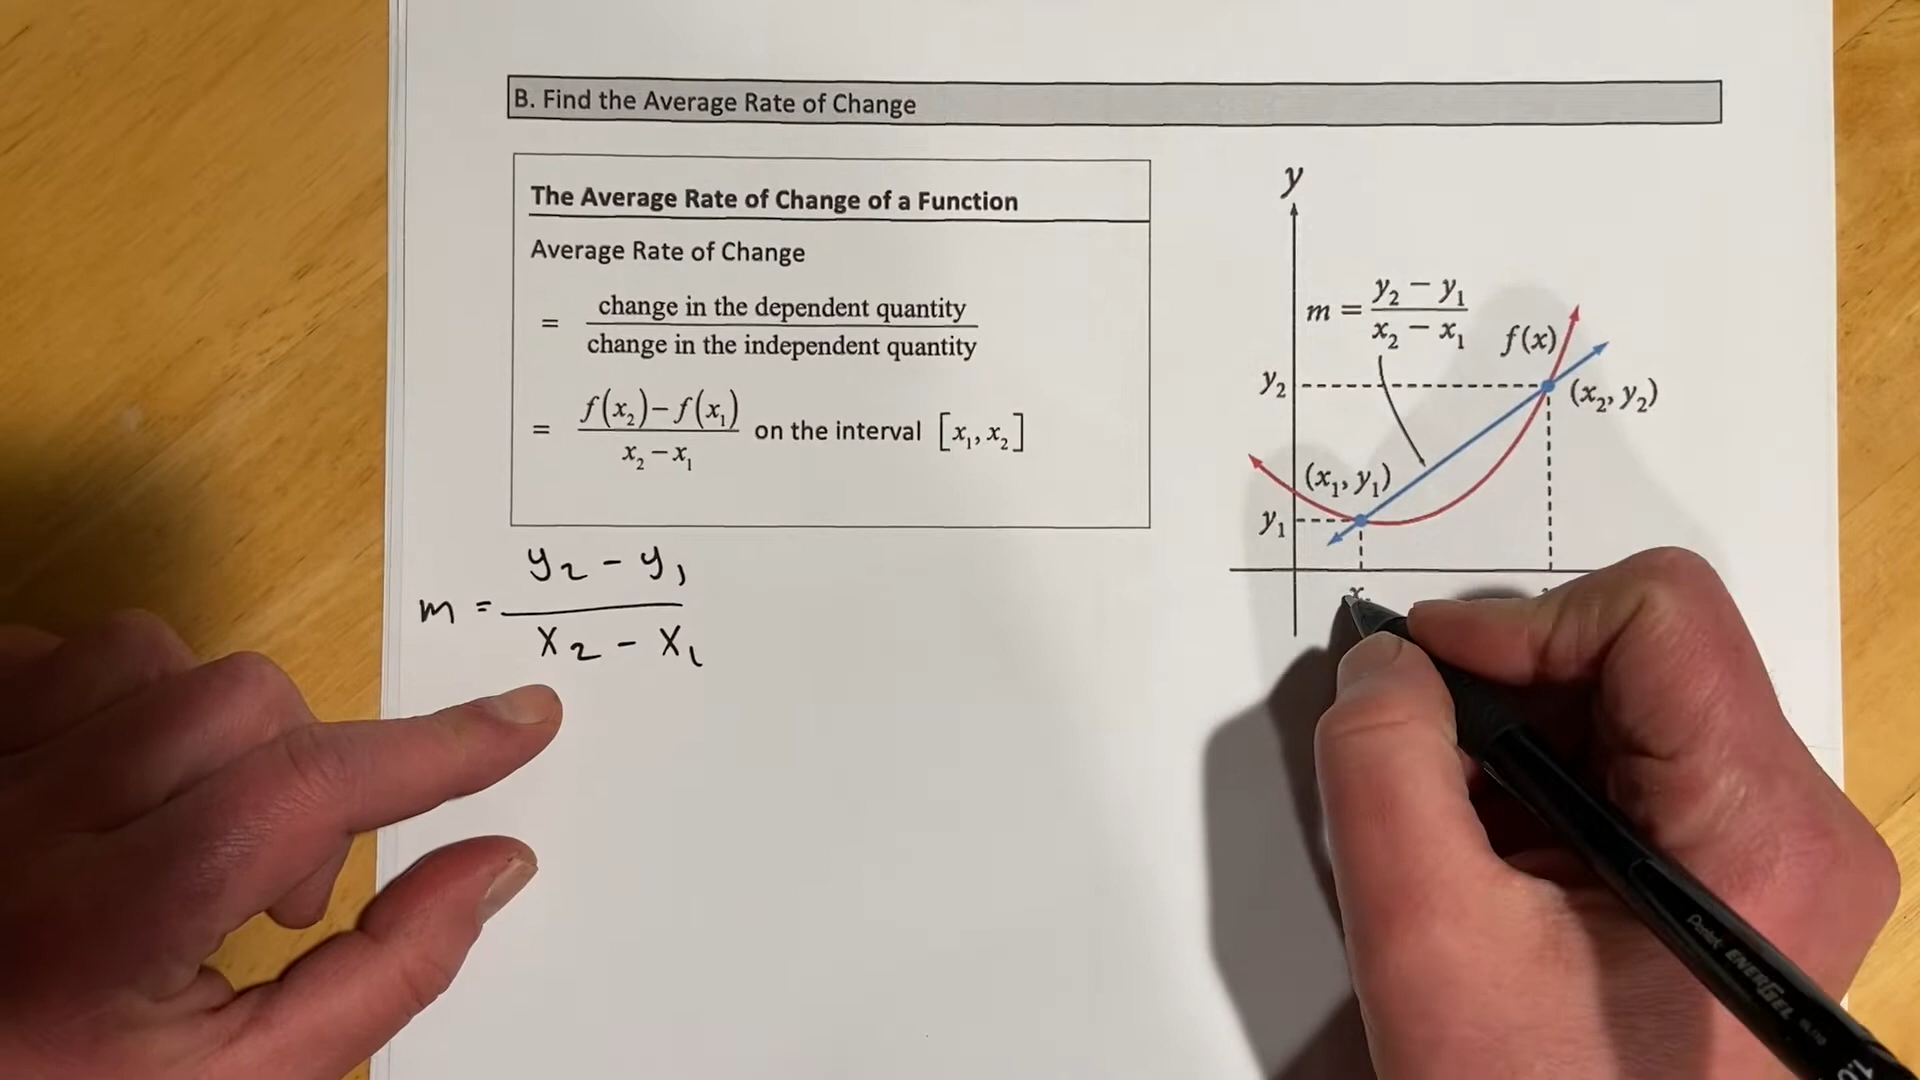 B. Find the Average Rate of Change
The Average Rate of Change of a Function
Average Rate of Change
= change in the dependent quantity
change in the independent quantity
= f(x₂)−f(x₁)
x₂−x₁
on the interval [x₁, x₂]
m = y₂ - y₁
x₂ - x₁
y
m = y₂ − y₁
x₂ − x₁
f(x)
y₂
(x₂, y₂)
(x₁, y₁)
y₁
Pentel ENERGEL
1.0